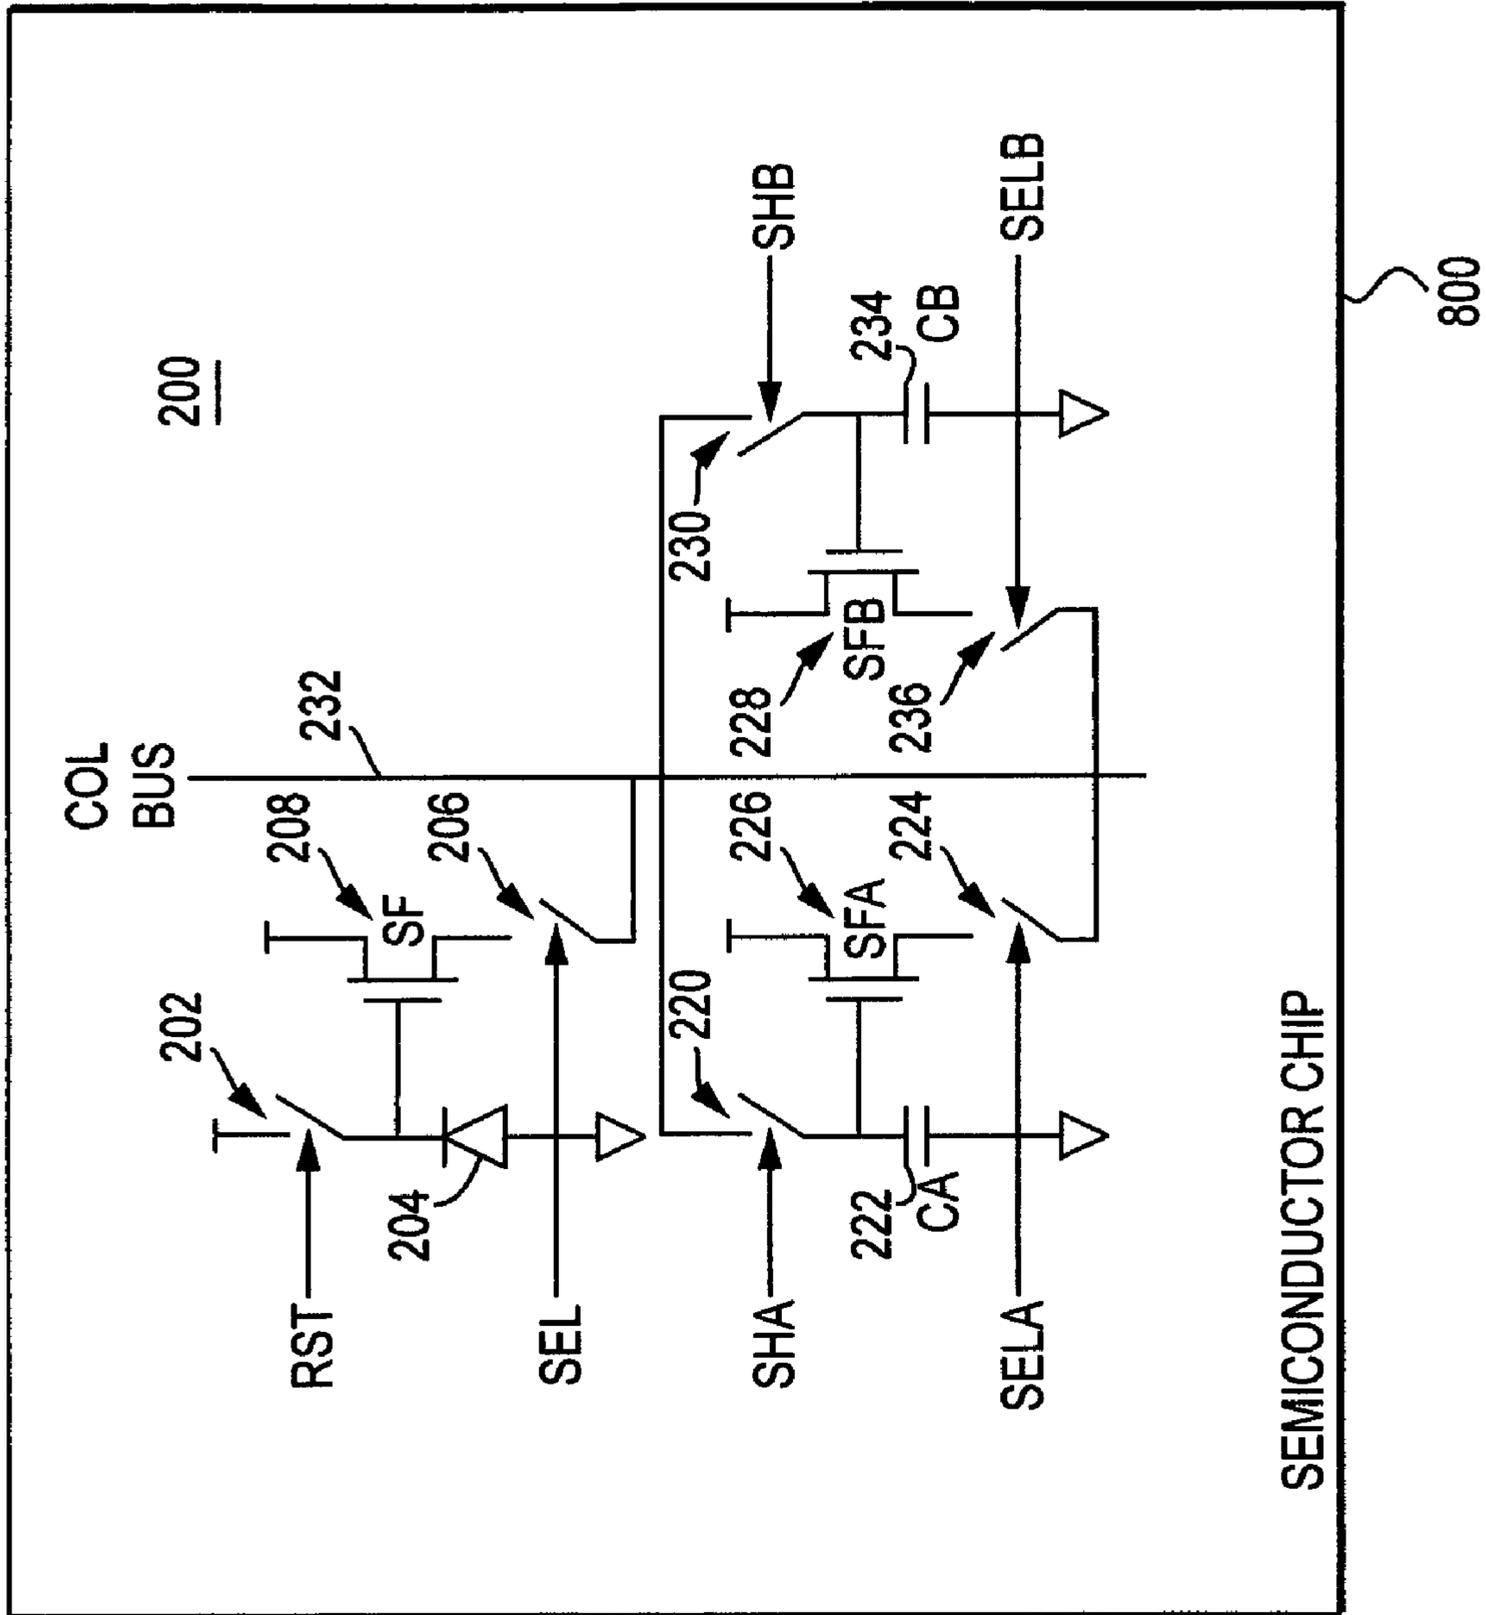 COL
BUS
200
232
208
202
SF
206
204
RST
SEL
SHB
230
234
CB
220
226
SFA
228
SFB
SHA
222
CA
224
236
SELA
SELB
SEMICONDUCTOR CHIP
800